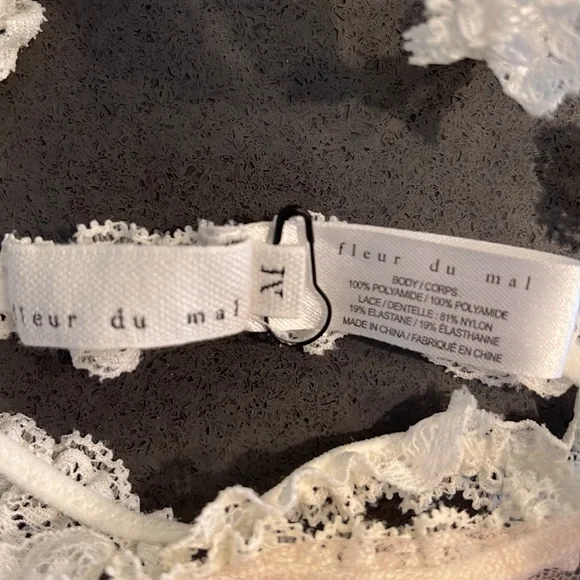 fleur du mal
M
fleur du mal
BODY / CORPS
100% POLYAMIDE / 100% POLYAMIDE
LACE / DENTELLE : 81% NYLON
19% ELASTANE / 19% ÉLASTHANNE
MADE IN CHINA / FABRIQUÉ EN CHINE